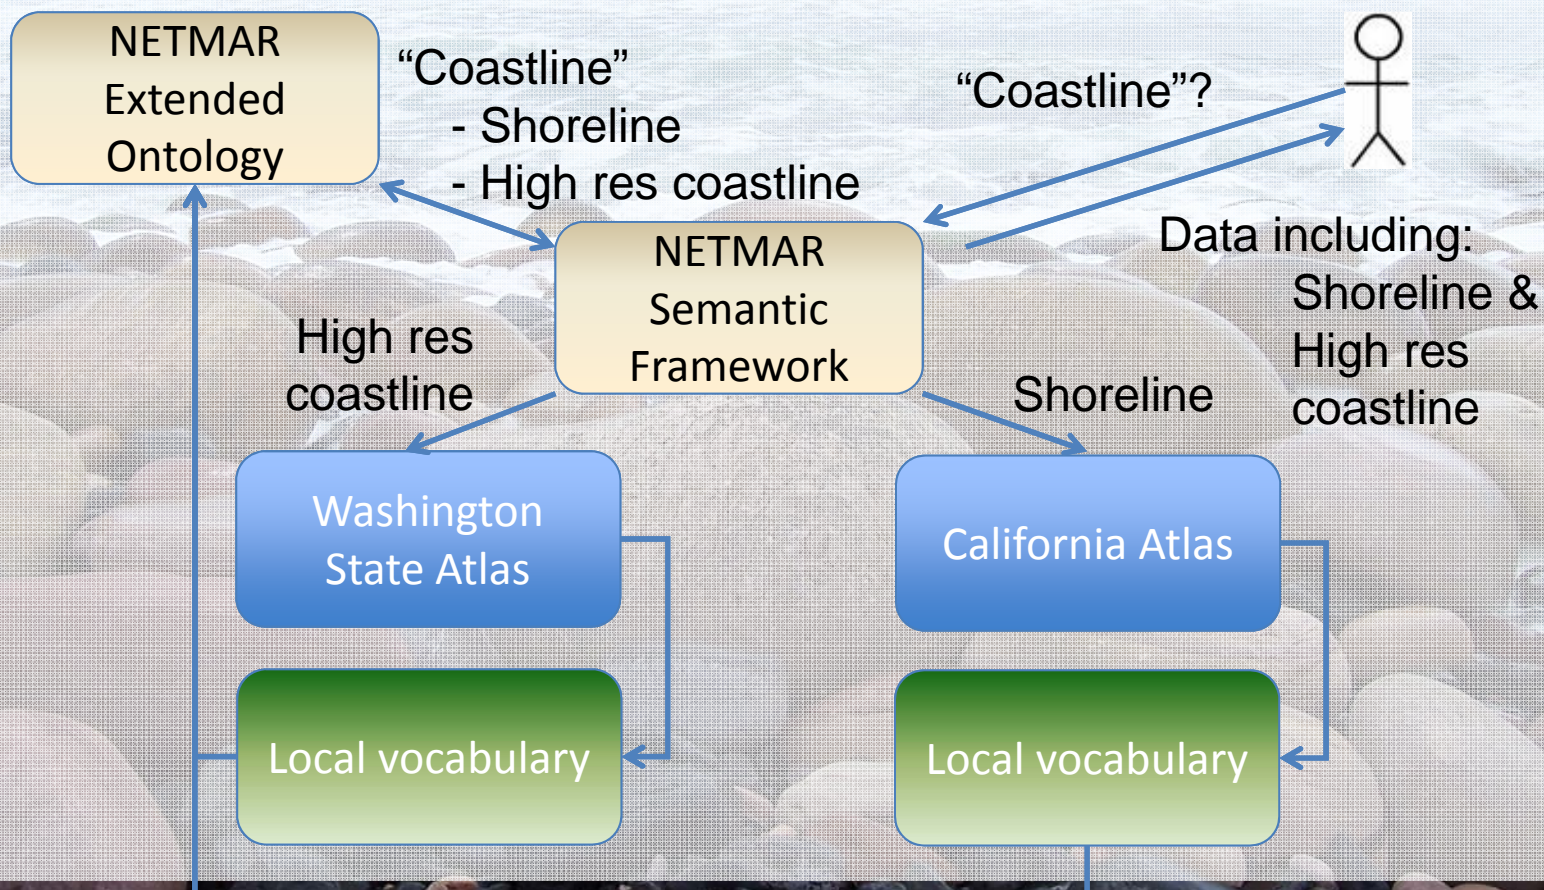 NETMAR
Extended
Ontology
“Coastline”
- Shoreline
- High res coastline
“Coastline”?
NETMAR
Semantic
Framework
Data including:
Shoreline &
High res
coastline
High res
coastline
Shoreline
Washington
State Atlas
California Atlas
Local vocabulary
Local vocabulary